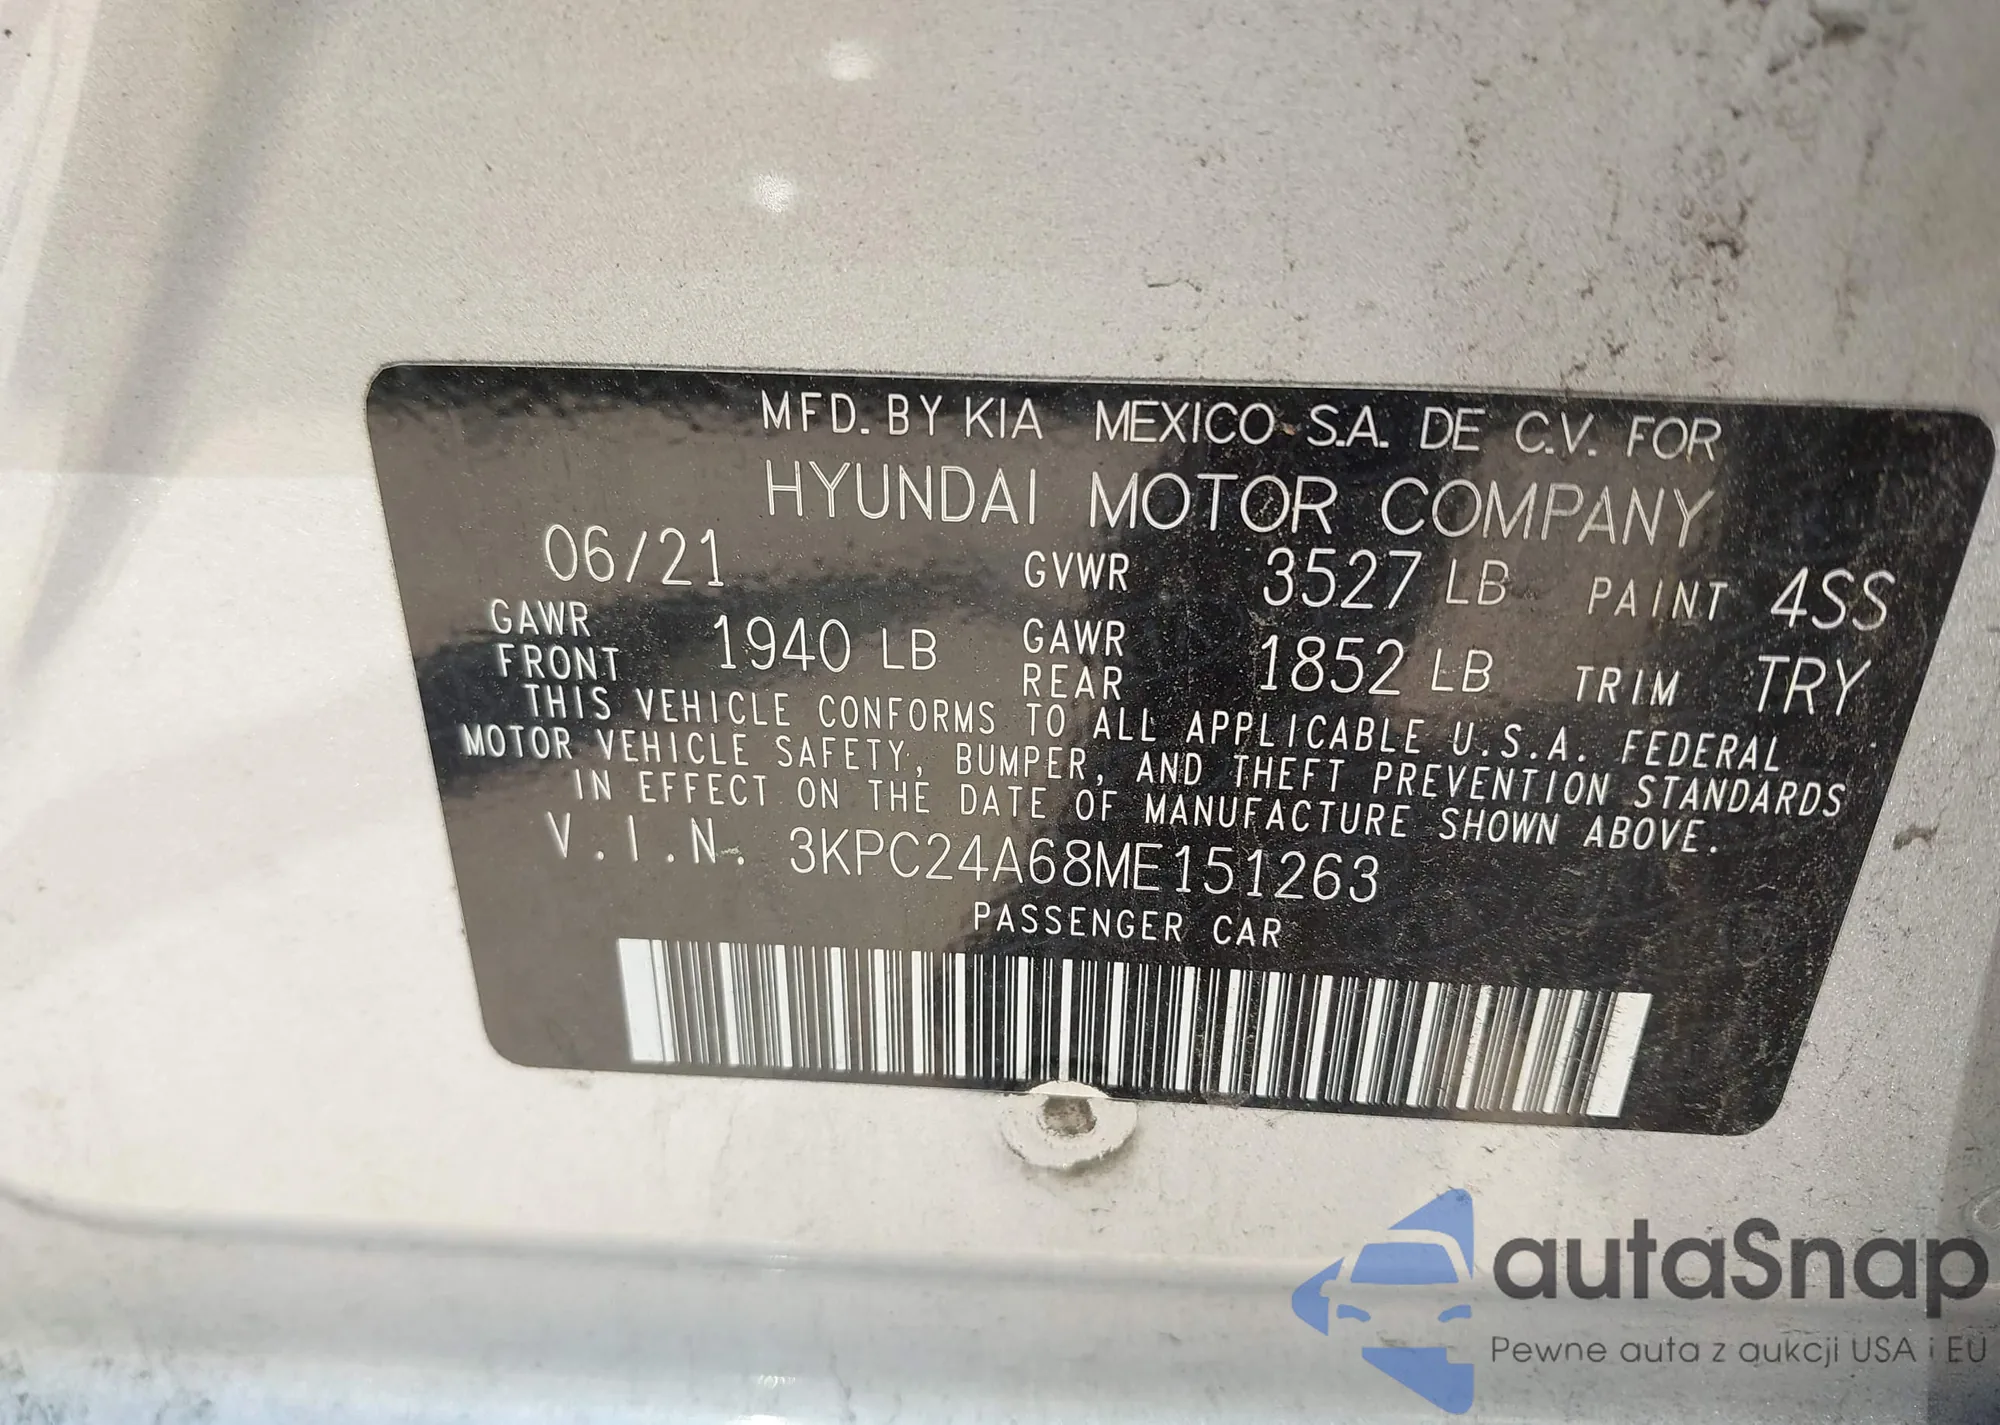 MFD. BY KIA MEXICO S.A. DE C.V. FOR
HYUNDAI MOTOR COMPANY
06/21 GVWR 3527 LB PAINT 4SS
GAWR FRONT 1940 LB GAWR REAR 1852 LB TRIM TRY
THIS VEHICLE CONFORMS TO ALL APPLICABLE U.S.A. FEDERAL
MOTOR VEHICLE SAFETY, BUMPER, AND THEFT PREVENTION STANDARDS
IN EFFECT ON THE DATE OF MANUFACTURE SHOWN ABOVE.
V.I.N. 3KPC24A68ME151263
PASSENGER CAR
autaSnap
Pewne auta z aukcji USA i EU